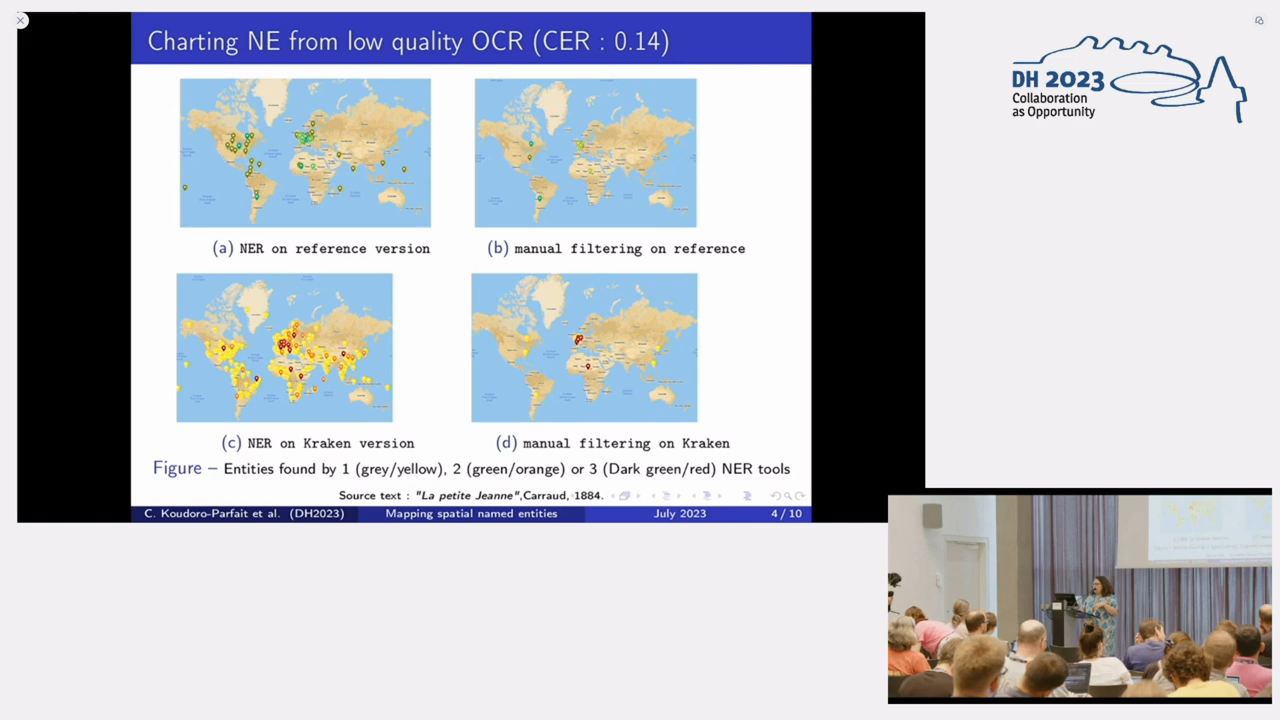 Charting NE from low quality OCR (CER : 0.14)
(a) NER on reference version
(b) manual filtering on reference
(c) NER on Kraken version
(d) manual filtering on Kraken
Figure – Entities found by 1 (grey/yellow), 2 (green/orange) or 3 (Dark green/red) NER tools
Source text : "La petite Jeanne",Carraud, 1884.
C. Koudoro-Parfait et al. (DH2023) Mapping spatial named entities July 2023 4 / 10
DH 2023
Collaboration
as Opportunity